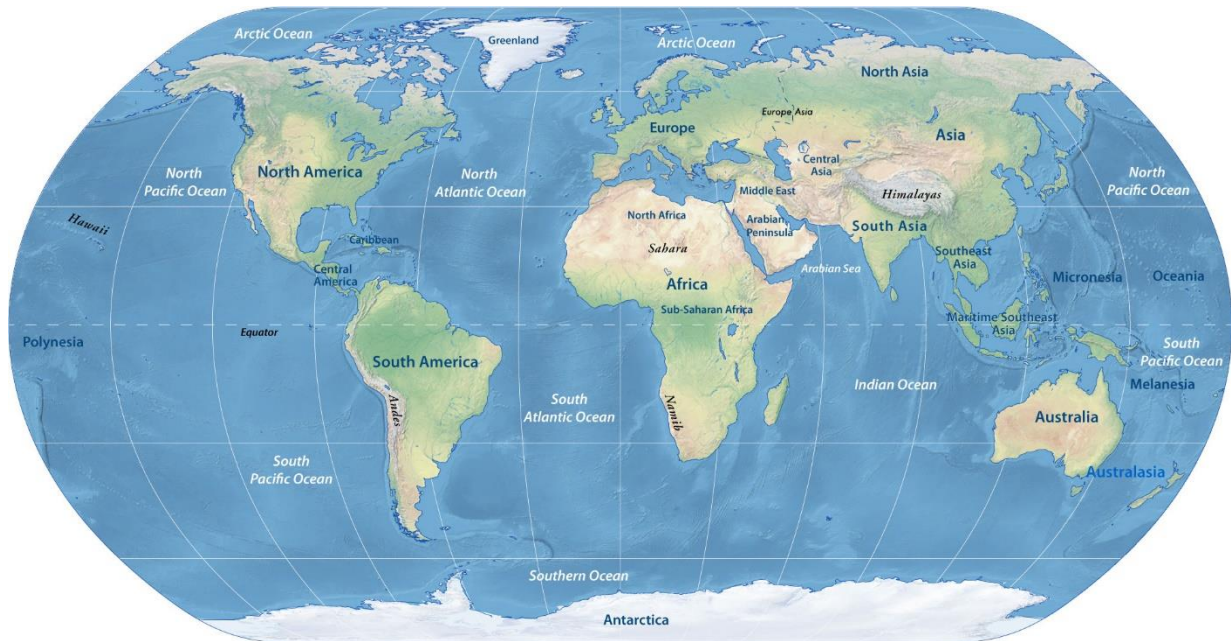 Arctic Ocean
Greenland
Arctic Ocean
North Asia
Europe Asia
Europe
Asia
North
Pacific Ocean
North America
North
Atlantic Ocean
Central
Asia
Middle East
Himalayas
North
Pacific Ocean
Hawaii
North Africa
Arabian
Peninsula
South Asia
Caribbean
Sahara
Southeast
Asia
Central
America
Arabian Sea
Micronesia
Oceania
Africa
Sub-Saharan Africa
Maritime Southeast
Asia
Equator
Polynesia
South America
South
Pacific Ocean
Indian Ocean
Melanesia
Andes
South
Atlantic Ocean
Namib
Australia
South
Pacific Ocean
Australasia
Southern Ocean
Antarctica